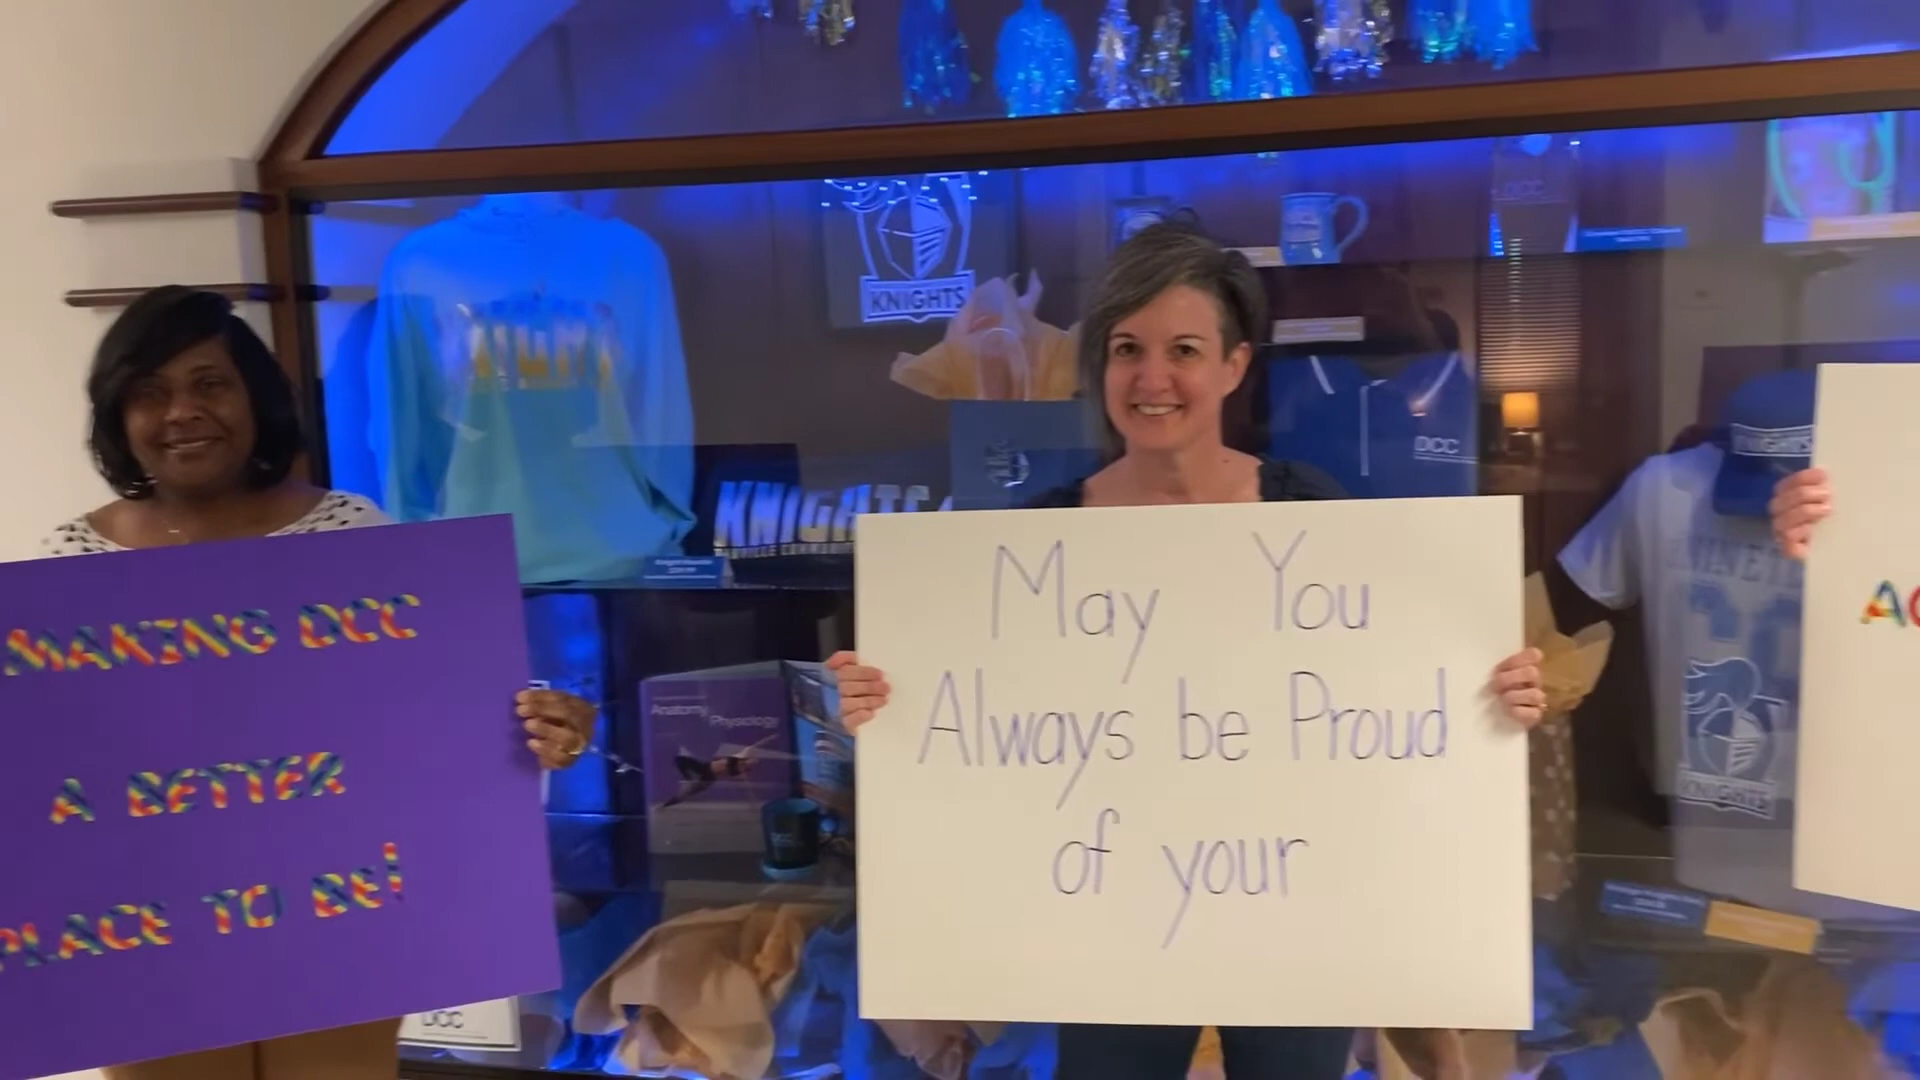 KNIGHTS
DCC
KNIGHTS
KNIGHTS
MAKING DCC
A BETTER
PLACE TO BE!
May You
Always be Proud
of your
Anatomy
Physiology
KNIGHTS
DCC